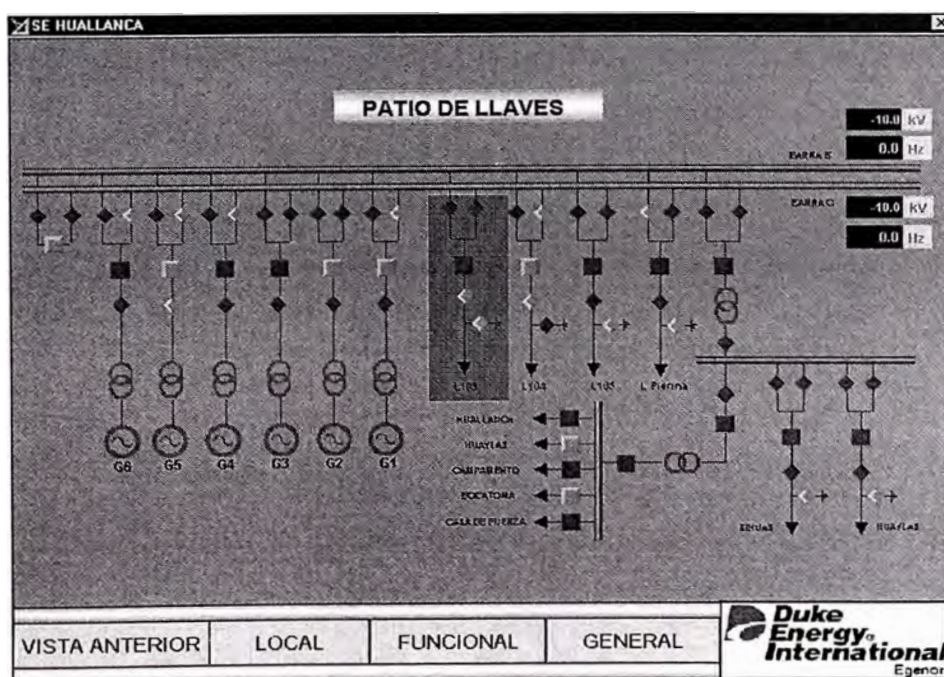 SE HUALLANCA
PATIO DE LLAVES
-10.0 kV
BARRA B
0.0 Hz
-10.0 kV
0.0 Hz
L103
L104
L105
L. Pierina
G6
G5
G4
G3
G2
G1
HUAYLAS
CAMPAMENTO
BOCATOMA
CASA DE FUERZA
SIHUAS
HUAYLAS
VISTA ANTERIOR
LOCAL
FUNCIONAL
GENERAL
Duke
Energy®
International
Egenor